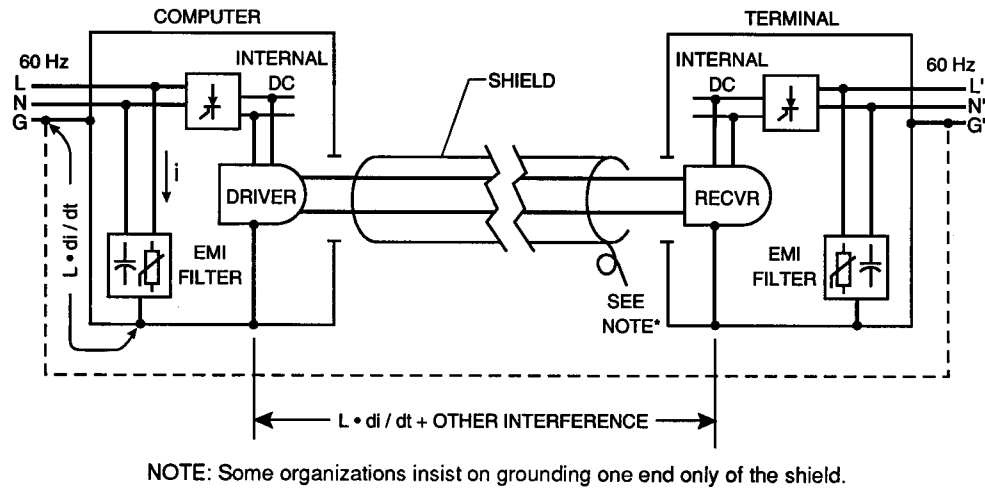 COMPUTER
TERMINAL
60 Hz
L
N
G
INTERNAL
DC
SHIELD
INTERNAL
DC
60 Hz
L'
N'
G'
i
DRIVER
RECVR
L • di / dt
EMI
FILTER
EMI
FILTER
SEE
NOTE*
L • di / dt + OTHER INTERFERENCE
NOTE: Some organizations insist on grounding one end only of the shield.